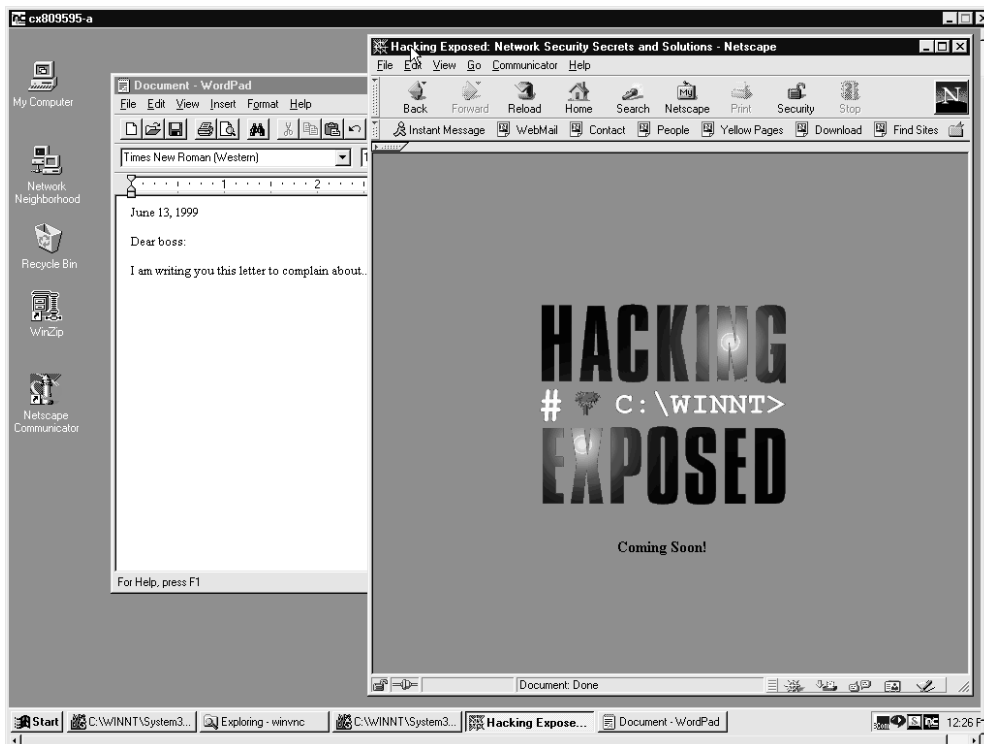 cx809595-a
My Computer
Network
Neighborhood
Recycle Bin
WinZip
Netscape
Communicator
Document - WordPad
File Edit View Insert Format Help
Times New Roman (Western)
1 2
June 13, 1999
Dear boss:
I am writing you this letter to complain about..
For Help, press F1
Hacking Exposed: Network Security Secrets and Solutions - Netscape
File Edit View Go Communicator Help
Back Forward Reload Home Search Netscape Print Security Stop
Instant Message WebMail Contact People Yellow Pages Download Find Sites
HACKING
# C:\WINNT>
EXPOSED
Coming Soon!
Document: Done
Start C:\WINNT\System3... Exploring - winvnc C:\WINNT\System3... Hacking Expose... Document - WordPad 12:26